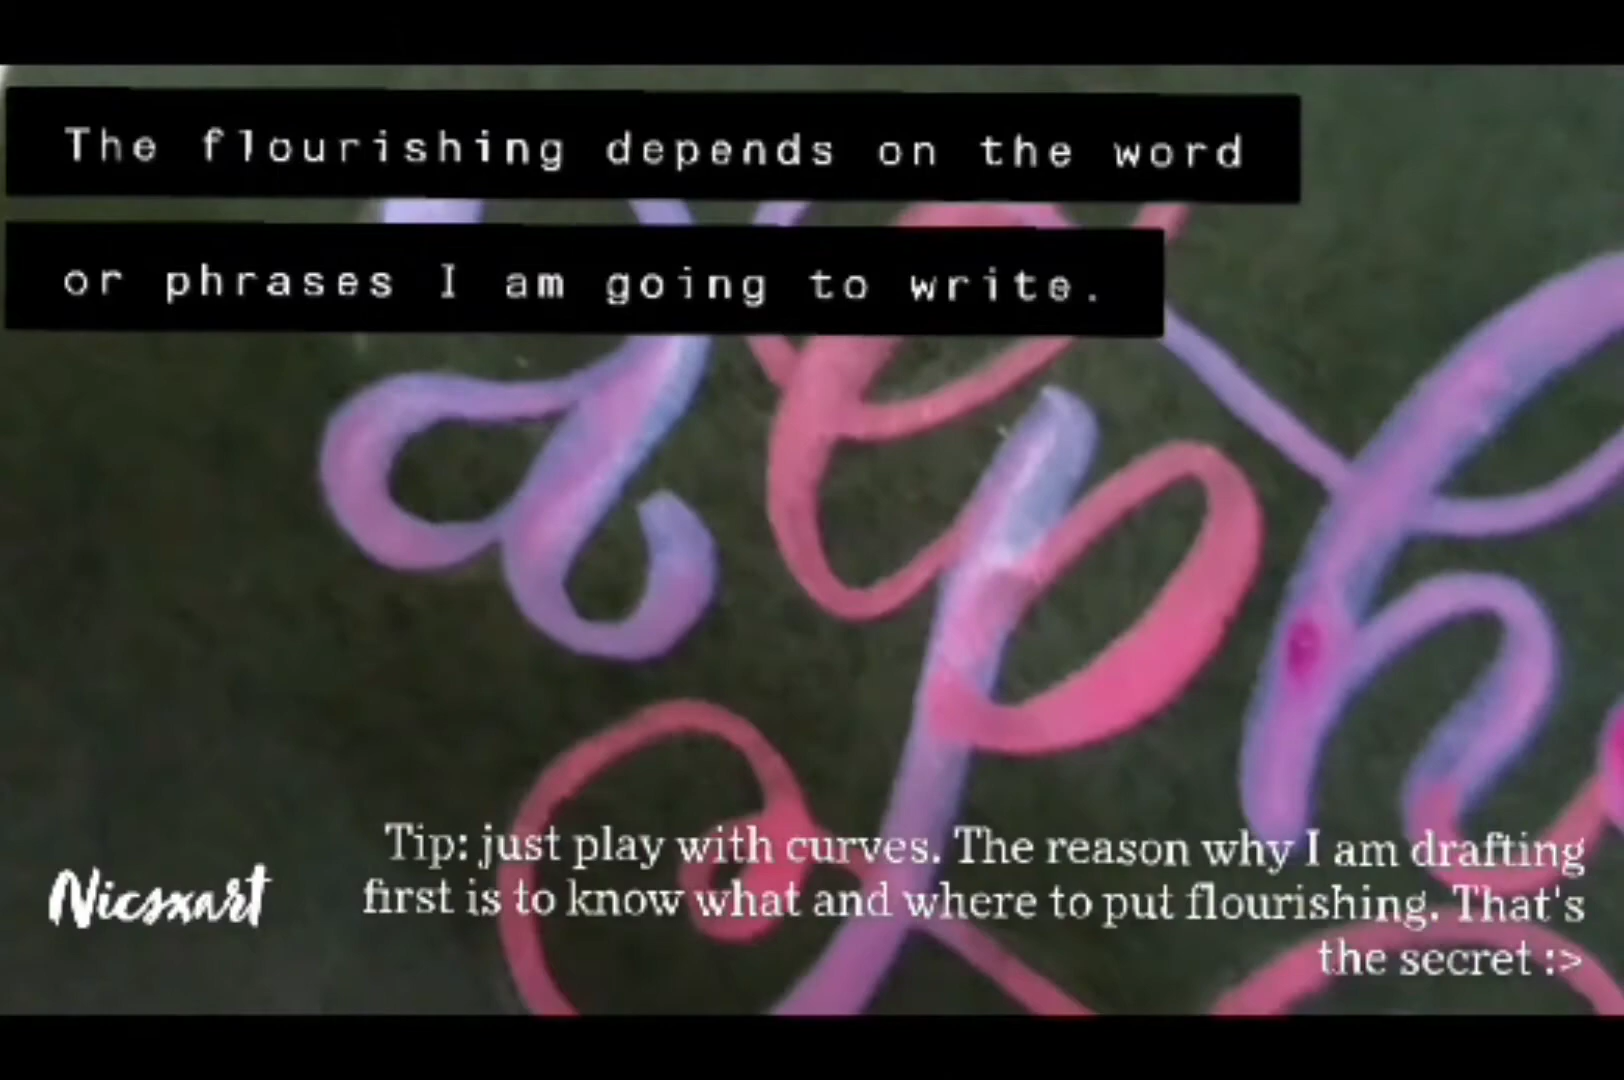 The flourishing depends on the word
or phrases I am going to write.
Tip: just play with curves. The reason why I am drafting
first is to know what and where to put flourishing. That's
the secret :>
Nicsxart